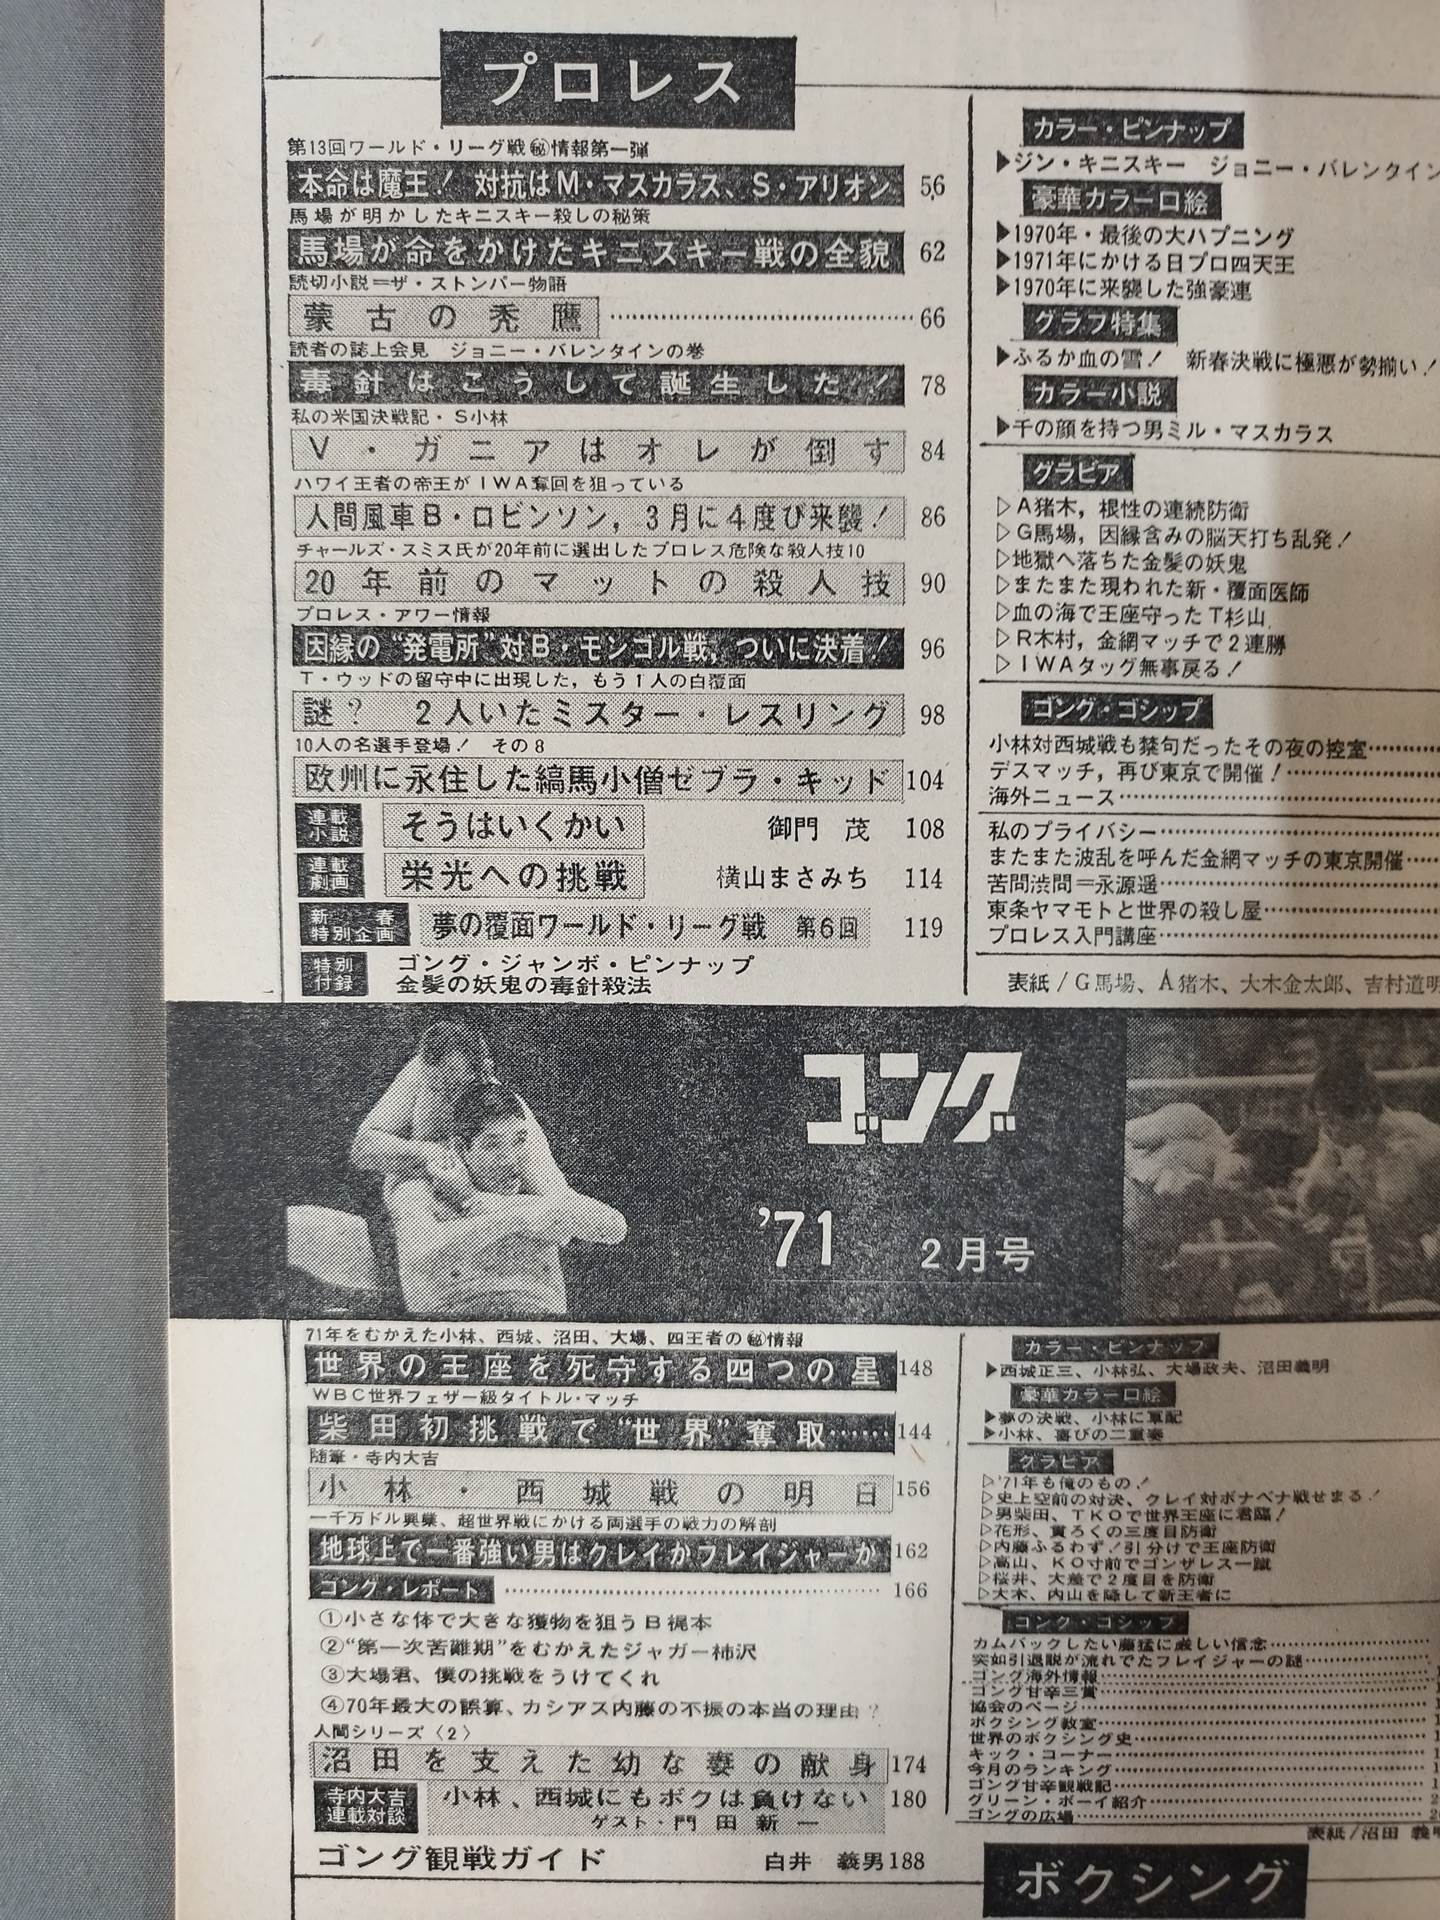 プロレス
第13回ワールド・リーグ戦㊙情報第一弾
本命は魔王！ 対抗はM・マスカラス、S・アリオン 56
馬場が明かしたキニスキー殺しの秘策
馬場が命をかけたキニスキー戦の全貌 62
読切小説＝ザ・ストンパー物語
蒙古の禿鷹 66
読者の誌上会見 ジョニー・バレンタインの巻
毒針はこうして誕生した！ 78
私の米国決戦記・S小林
V・ガニアはオレが倒す 84
ハワイ王者の帝王がIWA奪回を狙っている
人間風車B・ロビンソン，3月に4度び来襲！ 86
チャールズ・スミス氏が20年前に選出したプロレス危険な殺人技10
20年前のマットの殺人技 90
プロレス・アワー情報
因縁の“発電所”対B・モンゴル戦，ついに決着！ 96
T・ウッドの留守中に出現した，もう1人の白覆面
謎？ 2人いたミスター・レスリング 98
10人の名選手登場！ その8
欧州に永住した縞馬小僧ゼブラ・キッド 104
連載小説 そうはいくかい 御門 茂 108
連載劇画 栄光への挑戦 横山まさみち 114
新春特別企画 夢の覆面ワールド・リーグ戦 第6回 119
特別付録 ゴング・ジャンボ・ピンナップ
金髪の妖鬼の毒針殺法
カラー・ピンナップ
▶ジン・キニスキー ジョニー・バレンタイン
豪華カラー口絵
▶1970年・最後の大ハプニング
▶1971年にかける日プロ四天王
▶1970年に来襲した強豪連
グラフ特集
▶ふるか血の雪！ 新春決戦に極悪が勢揃い！
カラー小説
▶千の顔を持つ男ミル・マスカラス
グラビア
▷A猪木，根性の連続防衛
▷G馬場，因縁含みの脳天打ち乱発！
▷地獄へ落ちた金髪の妖鬼
▷またまた現われた新・覆面医師
▷血の海で王座守ったT杉山
▷R木村，金網マッチで2連勝
▷IWAタッグ無事戻る！
ゴング・ゴシップ
小林対西城戦も禁句だったその夜の控室
デスマッチ，再び東京で開催！
海外ニュース
私のプライバシー
またまた波乱を呼んだ金網マッチの東京開催
苦問渋問＝永源遥
東条ヤマモトと世界の殺し屋
プロレス入門講座
表紙/G馬場、A猪木、大木金太郎、吉村道明
ゴング
'71 2月号
71年をむかえた小林、西城、沼田、大場、四王者の㊙情報
世界の王座を死守する四つの星 148
WBC世界フェザー級タイトル・マッチ
柴田初挑戦で“世界”奪取…… 144
随筆・寺内大吉
小林・西城戦の明日 156
一千万ドル興業、超世界戦にかける両選手の戦力の解剖
地球上で一番強い男はクレイかフレイジャーか 162
ゴング・レポート 166
①小さな体で大きな獲物を狙うB梶本
②“第一次苦難期”をむかえたジャガー柿沢
③大場君、僕の挑戦をうけてくれ
④70年最大の誤算、カシアス内藤の不振の本当の理由？
人間シリーズ〈2〉
沼田を支えた幼な妻の献身 174
寺内大吉連載対談 小林、西城にもボクは負けない 180
ゲスト・門田新一
ゴング観戦ガイド 白井 義男 188
カラー・ピンナップ
▶西城正三、小林弘、大場政夫、沼田義明
豪華カラー口絵
▶夢の決戦、小林に軍配
▶小林、喜びの二重奏
グラビア
▷'71年も俺のもの！
▷史上空前の対決、クレイ対ボナベナ戦せまる！
▷男柴田、TKOで世界王座に君臨！
▷花形、貫ろくの三度目防衛
▷内藤ふるわず！引分けで王座防衛
▷高山、KO寸前でゴンザレス一蹴
▷桜井、大差で2度目を防衛
▷大木、内山を降して新王者に
ゴング・ゴシップ
カムバックしたい藤猛に厳しい信念
突如引退説が流れでたフレイジャーの謎
ゴング海外情報
ゴング甘辛三賞
協会のページ
ボクシング教室
世界のボクシング史
キック・コーナー
今月のランキング
ゴング甘辛観戦記
グリーン・ボーイ紹介
ゴングの広場
表紙/沼田 義明
ボクシング